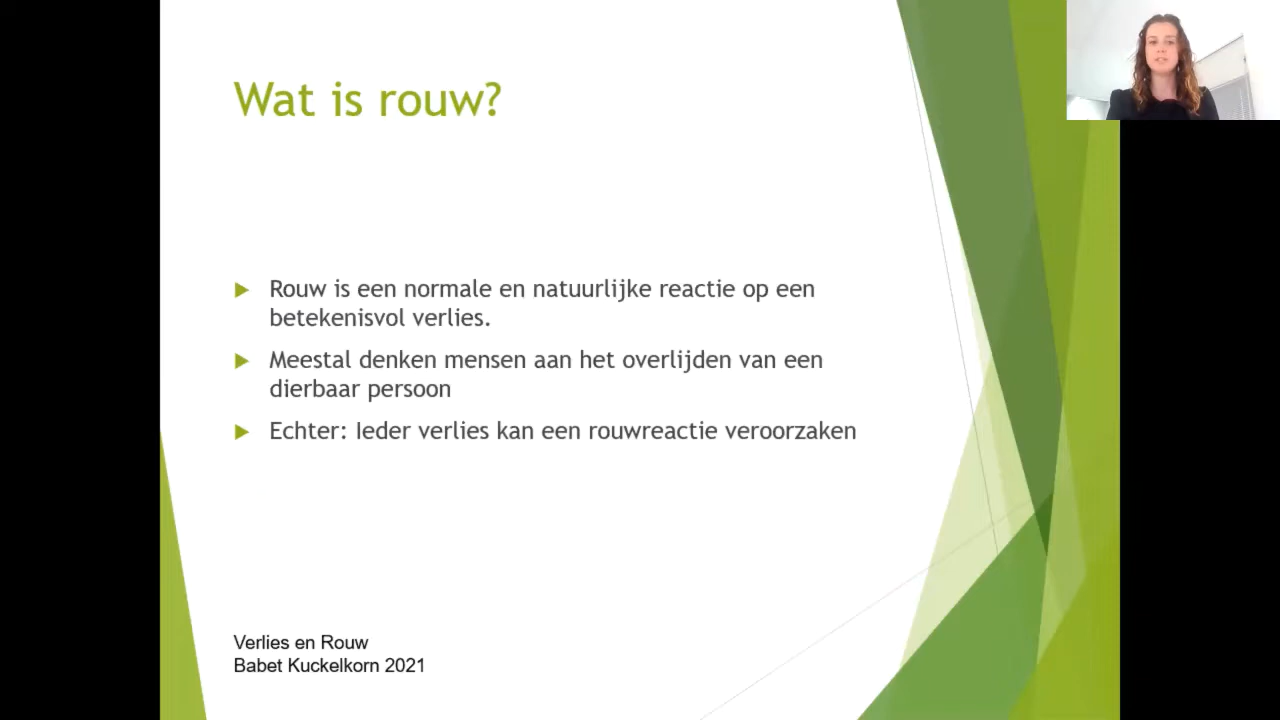 Wat is rouw?
Rouw is een normale en natuurlijke reactie op een
betekenisvol verlies.
Meestal denken mensen aan het overlijden van een
dierbaar persoon
Echter: Ieder verlies kan een rouwreactie veroorzaken
Verlies en Rouw
Babet Kuckelkorn 2021